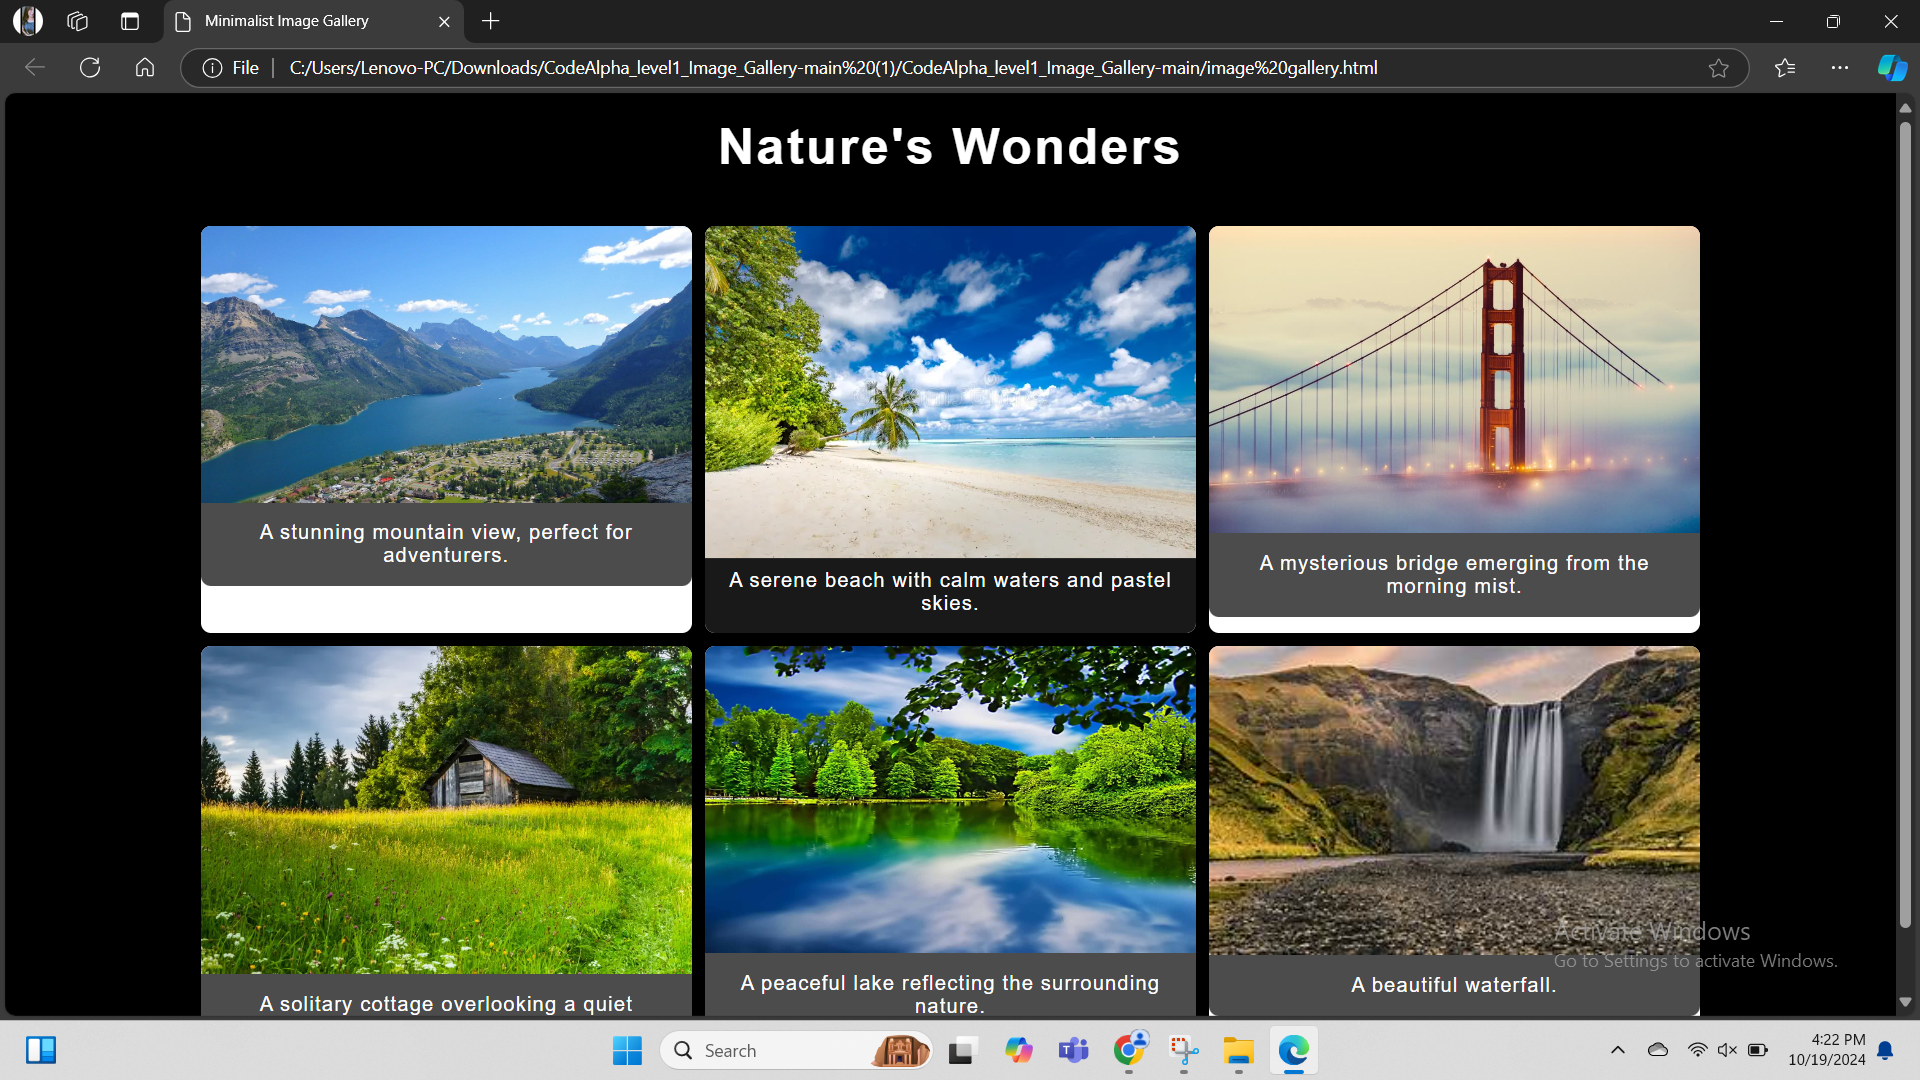 Minimalist Image Gallery
File
C:/Users/Lenovo-PC/Downloads/CodeAlpha_level1_Image_Gallery-main%20(1)/CodeAlpha_level1_Image_Gallery-main/image%20gallery.html
Nature's Wonders
A stunning mountain view, perfect for
adventurers.
A serene beach with calm waters and pastel
skies.
A mysterious bridge emerging from the
morning mist.
A solitary cottage overlooking a quiet
A peaceful lake reflecting the surrounding
nature.
A beautiful waterfall.
Activate Windows
Go to Settings to activate Windows.
Search
4:22 PM
10/19/2024